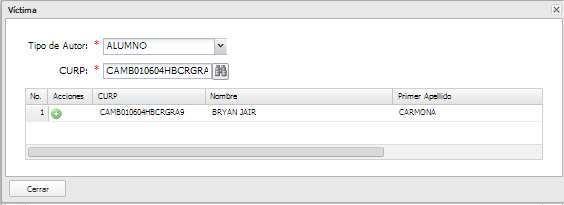 Víctima
Tipo de Autor: * ALUMNO
CURP: * CAMB010604HBCRGRA
No. Acciones CURP Nombre Primer Apellido
1 CAMB010604HBCRGRA9 BRYAN JAIR CARMONA
Cerrar